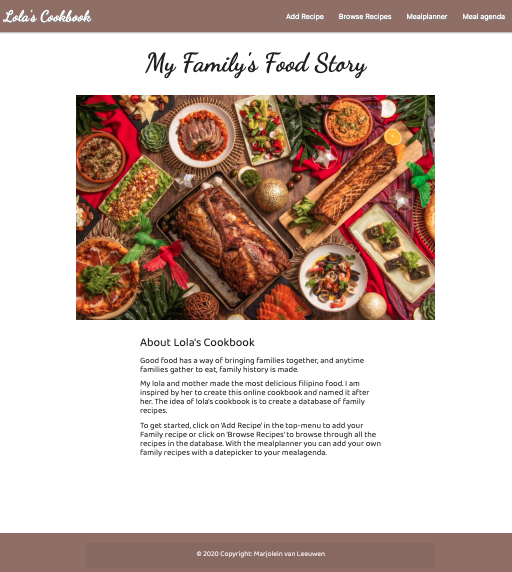 Lola's Cookbook
Add Recipe Browse Recipes Mealplanner Meal agenda
My Family's Food Story
About Lola's Cookbook
Good food has a way of bringing families together, and anytime
families gather to eat, family history is made.
My lola and mother made the most delicious filipino food. I am
inspired by her to create this online cookbook and named it after
her. The idea of lola's cookbook is to create a database of family
recipes.
To get started, click on 'Add Recipe' in the top-menu to add your
Family recipe or click on 'Browse Recipes' to browse through all the
recipes in the database. With the mealplanner you can add your own
family recipes with a datepicker to your mealagenda.
© 2020 Copyright: Marjolein van Leeuwen